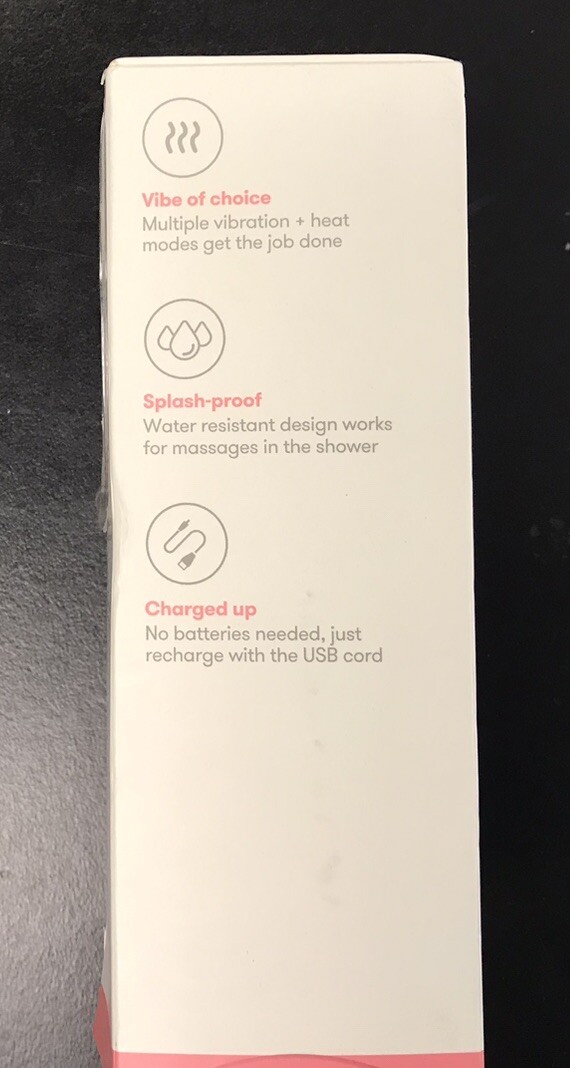 Vibe of choice
Multiple vibration + heat
modes get the job done
Splash-proof
Water resistant design works
for massages in the shower
Charged up
No batteries needed, just
recharge with the USB cord